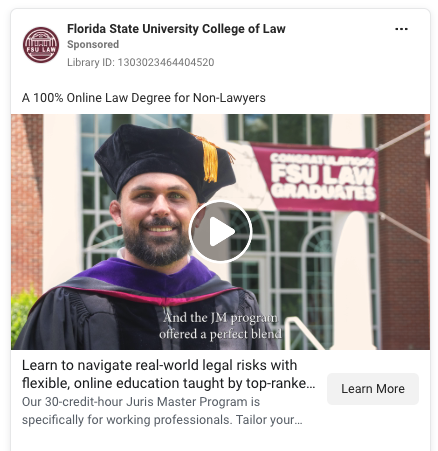 Florida State University College of Law
Sponsored
Library ID: 1303023464404520
A 100% Online Law Degree for Non-Lawyers
FSU LAW
CONGRATULATIONS
FSU LAW
GRADUATES
And the JM program
offered a perfect blend
Learn to navigate real-world legal risks with
flexible, online education taught by top-ranke...
Our 30-credit-hour Juris Master Program is
specifically for working professionals. Tailor your...
Learn More